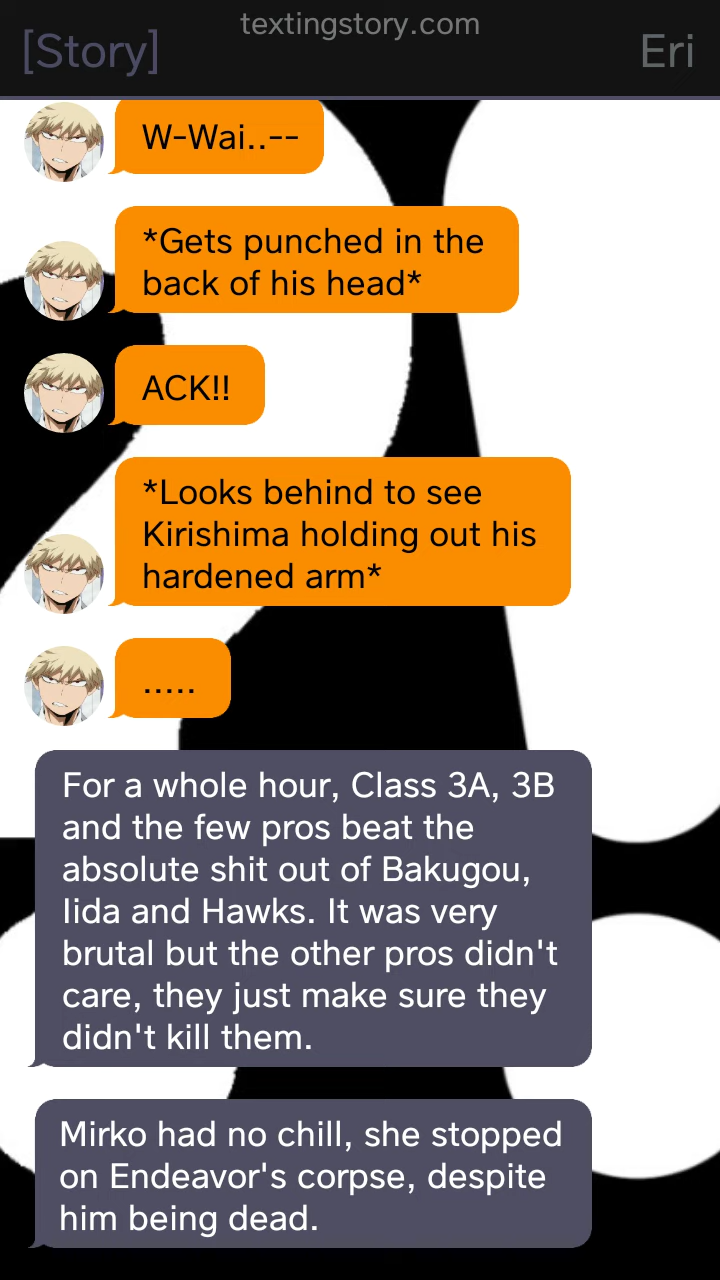 textingstory.com
[Story]
Eri
W-Wai..--
*Gets punched in the
back of his head*
ACK!!
*Looks behind to see
Kirishima holding out his
hardened arm*
.....
For a whole hour, Class 3A, 3B
and the few pros beat the
absolute shit out of Bakugou,
Iida and Hawks. It was very
brutal but the other pros didn't
care, they just make sure they
didn't kill them.
Mirko had no chill, she stopped
on Endeavor's corpse, despite
him being dead.